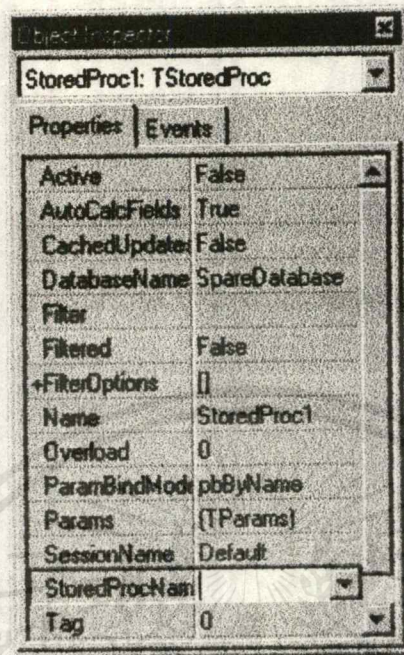 Object Inspector
StoredProc1: TStoredProc
Properties Events
Active False
AutoCalcFields True
CachedUpdates False
DatabaseName SpareDatabase
Filter
Filtered False
+FilterOptions []
Name StoredProc1
Overload 0
ParamBindMode pbByName
Params (TParams)
SessionName Default
StoredProcNam
Tag 0